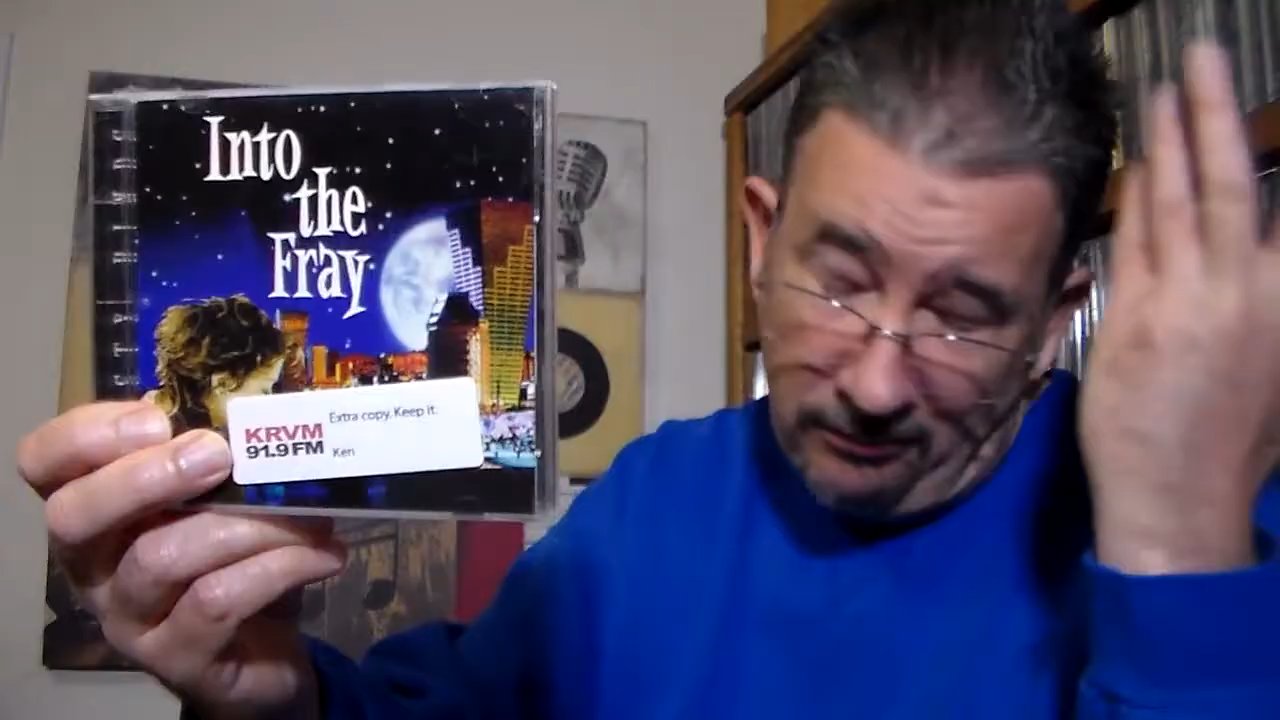 Into
the
Fray
Extra copy. Keep it.
KRVM
91.9 FM
Ken